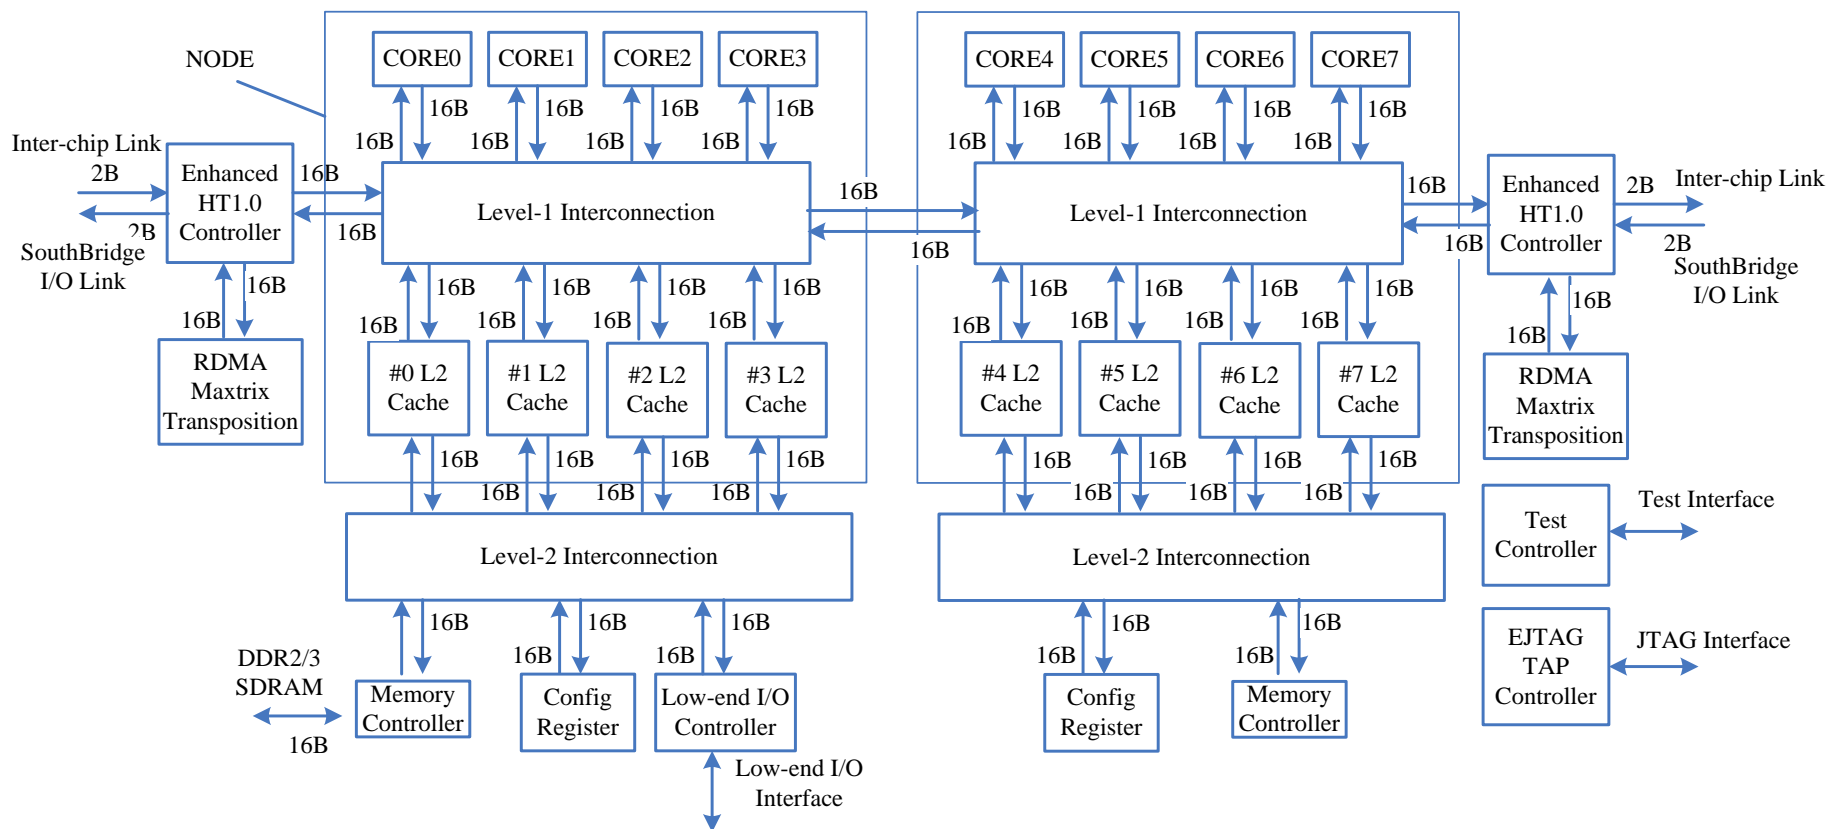 NODE
CORE0 CORE1 CORE2 CORE3
CORE4 CORE5 CORE6 CORE7
16B 16B 16B 16B 16B 16B 16B 16B
16B 16B 16B 16B 16B 16B 16B 16B
Inter-chip Link
2B
2B
SouthBridge
I/O Link
Enhanced
HT1.0
Controller
16B
16B
Level-1 Interconnection
16B
16B
Level-1 Interconnection
16B
16B
Enhanced
HT1.0
Controller
Inter-chip Link
2B
2B
SouthBridge
I/O Link
16B
16B
RDMA
Maxtrix
Transposition
16B 16B 16B 16B 16B 16B 16B 16B
16B 16B 16B 16B 16B 16B 16B 16B
#0 L2
Cache
#1 L2
Cache
#2 L2
Cache
#3 L2
Cache
#4 L2
Cache
#5 L2
Cache
#6 L2
Cache
#7 L2
Cache
16B
16B
RDMA
Maxtrix
Transposition
16B 16B 16B 16B 16B 16B 16B 16B
16B 16B 16B 16B 16B 16B
Level-2 Interconnection
Level-2 Interconnection
Test
Controller
Test Interface
16B 16B 16B 16B 16B
16B 16B 16B 16B
EJTAG
TAP
Controller
JTAG Interface
DDR2/3
SDRAM
16B
Memory
Controller
Config
Register
Low-end I/O
Controller
Config
Register
Memory
Controller
Low-end I/O
Interface